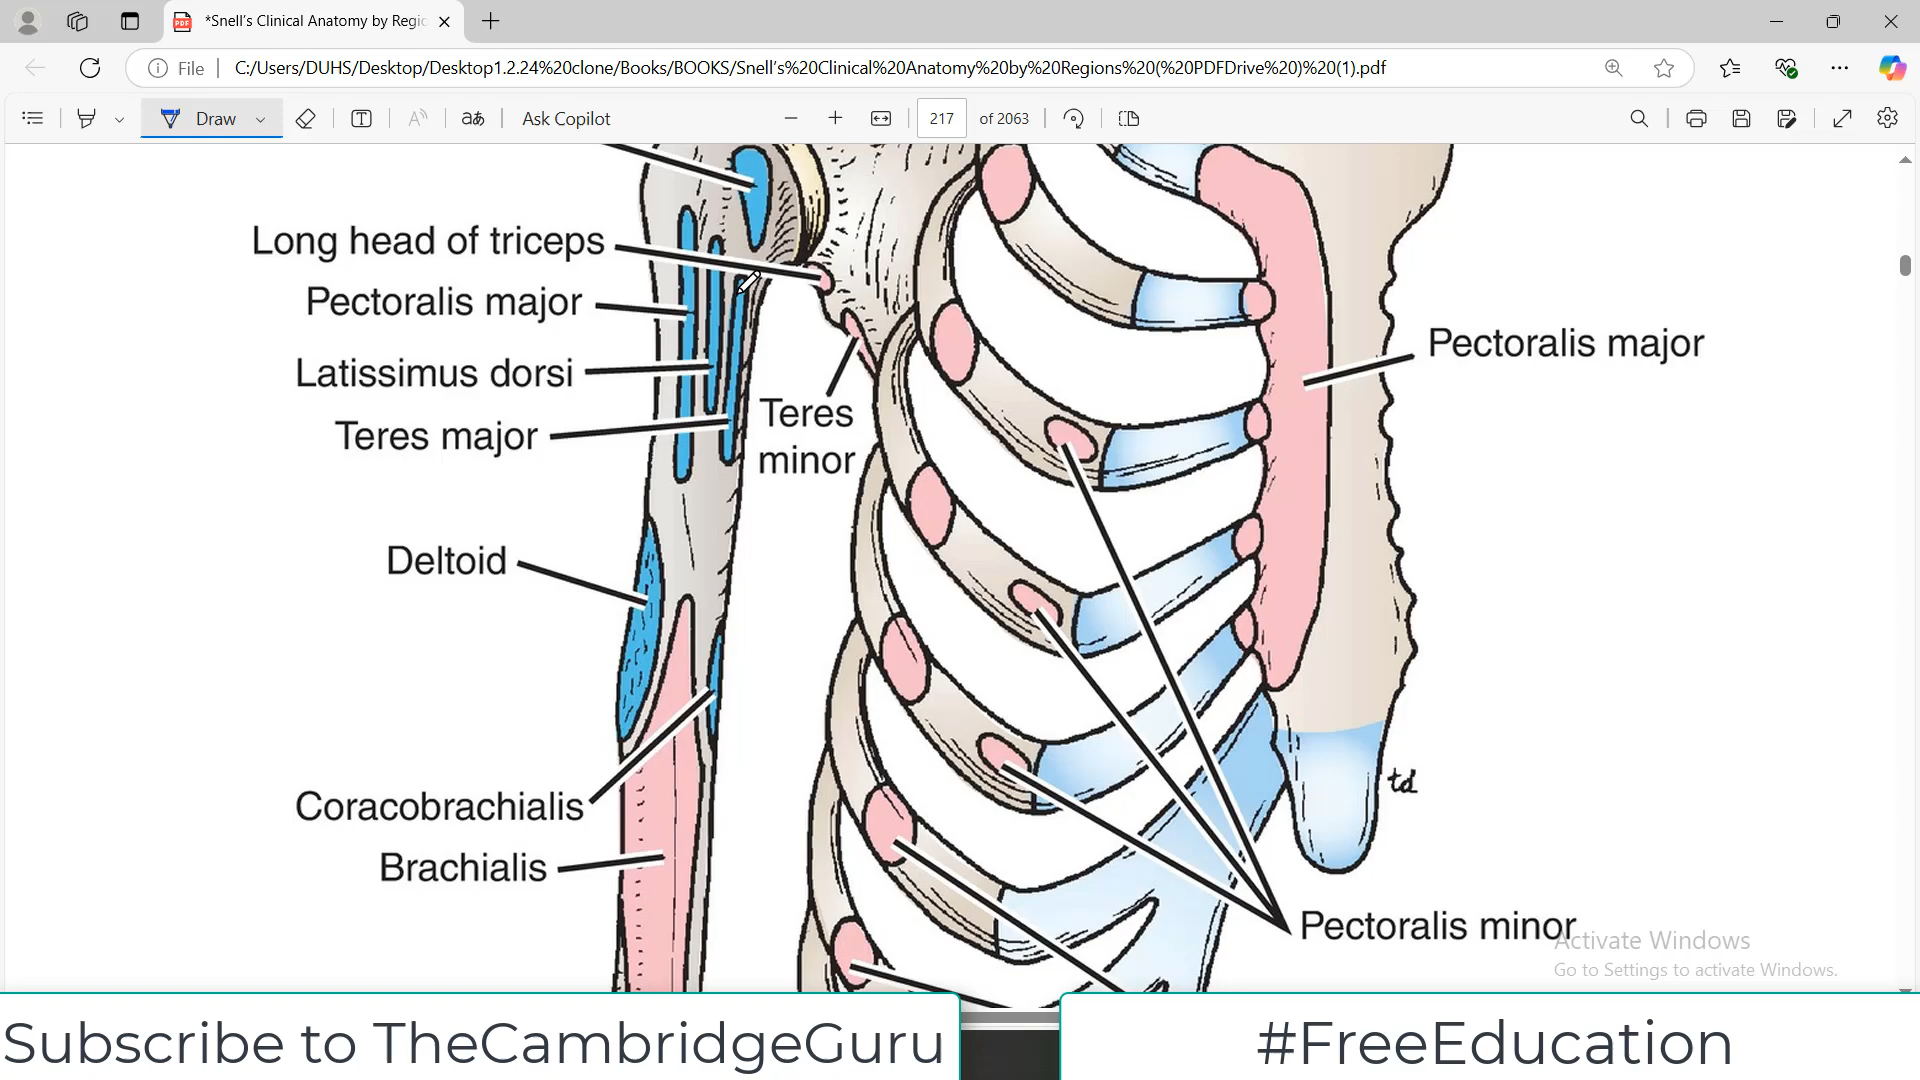 *Snell's Clinical Anatomy by Regic
File
C:/Users/DUHS/Desktop/Desktop1.2.24%20clone/Books/BOOKS/Snell's%20Clinical%20Anatomy%20by%20Regions%20(%20PDFDrive%20)%20(1).pdf
Draw
aあ
Ask Copilot
217 of 2063
Long head of triceps
Pectoralis major
Latissimus dorsi
Teres major
Teres
minor
Pectoralis major
Deltoid
Coracobrachialis
Brachialis
td
Pectoralis minor
Activate Windows
Go to Settings to activate Windows.
Subscribe to TheCambridgeGuru
#FreeEducation